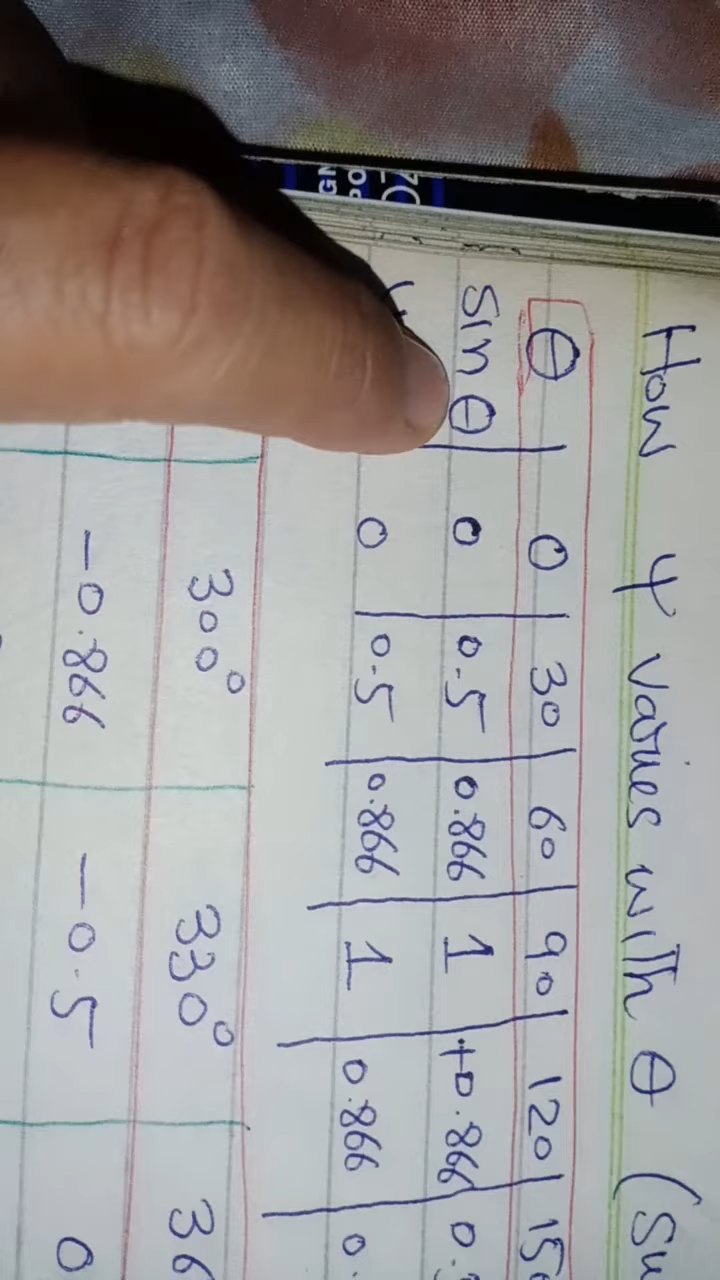 How ψ varies with θ (Su
θ 0 30 60 90 120 15
sin θ 0 0.5 0.866 1 +0.866 0.
0 0.5 0.866 1 0.866 0.
300° 330° 36
-0.866 -0.5 0